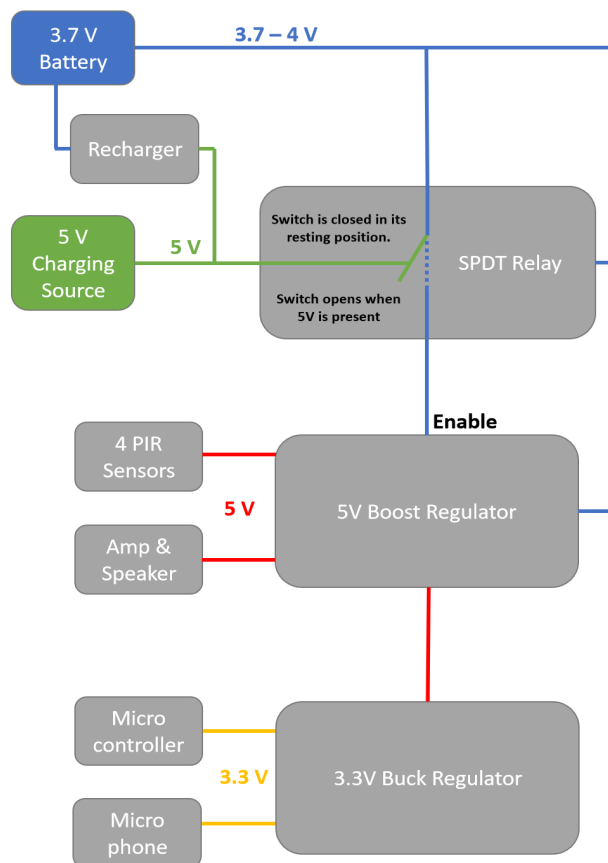 3.7 V
Battery
3.7 – 4 V
Recharger
5 V
Charging
Source
5 V
Switch is closed in its
resting position.
SPDT Relay
Switch opens when
5V is present
Enable
4 PIR
Sensors
5 V
5V Boost Regulator
Amp &
Speaker
Micro
controller
3.3 V
3.3V Buck Regulator
Micro
phone